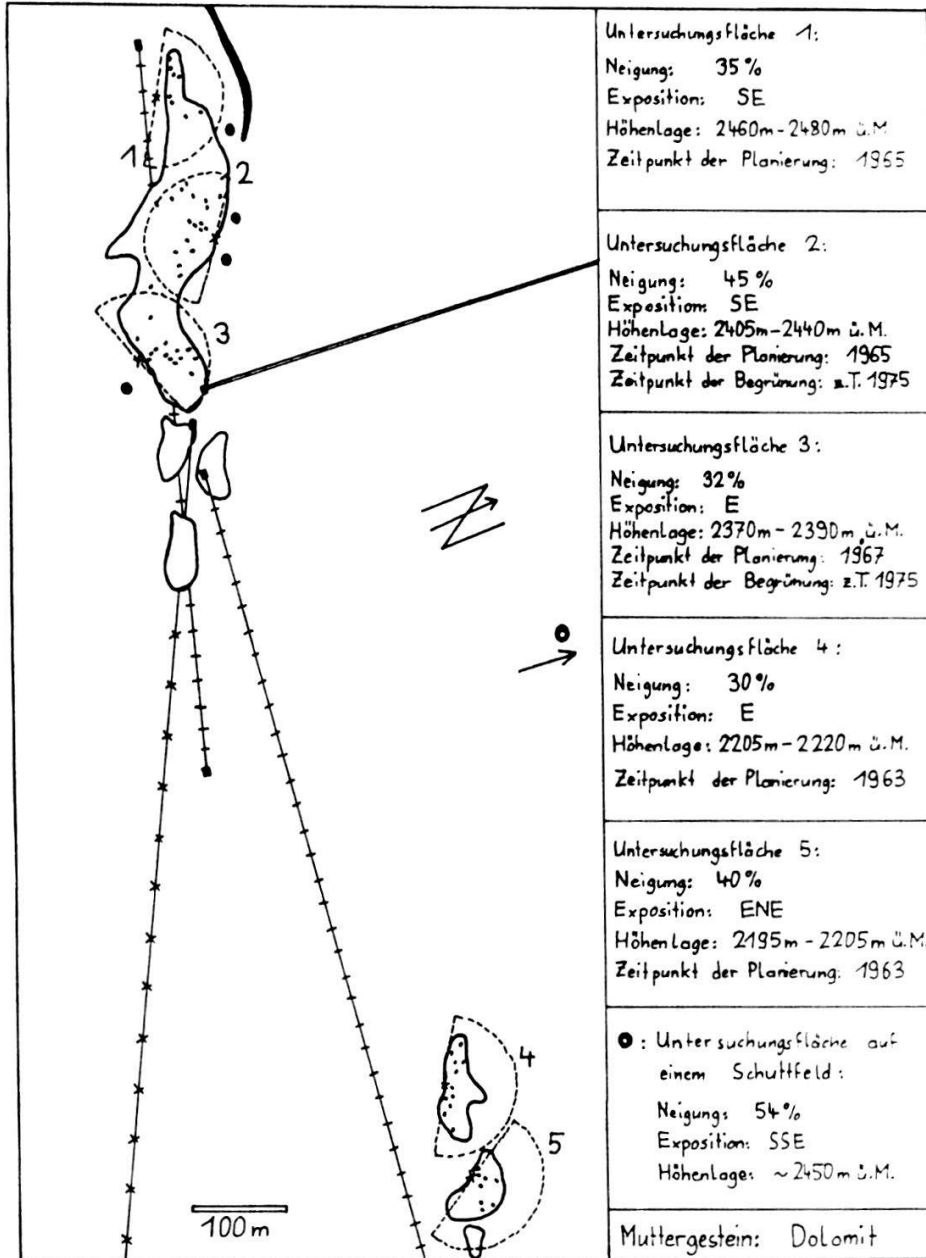 1
2
3
4
5
N
100 m
Untersuchungsfläche 1:
Neigung: 35 %
Exposition: SE
Höhenlage: 2460m - 2480m ü.M.
Zeitpunkt der Planierung: 1965
Untersuchungsfläche 2:
Neigung: 45 %
Exposition: SE
Höhenlage: 2405m - 2440m ü.M.
Zeitpunkt der Planierung: 1965
Zeitpunkt der Begrünung: z.T. 1975
Untersuchungsfläche 3:
Neigung: 32 %
Exposition: E
Höhenlage: 2370m - 2390m ü.M.
Zeitpunkt der Planierung: 1967
Zeitpunkt der Begrünung: z.T. 1975
Untersuchungsfläche 4:
Neigung: 30 %
Exposition: E
Höhenlage: 2205m - 2220m ü.M.
Zeitpunkt der Planierung: 1963
Untersuchungsfläche 5:
Neigung: 40 %
Exposition: ENE
Höhenlage: 2195m - 2205m ü.M.
Zeitpunkt der Planierung: 1963
: Untersuchungsfläche auf
einem Schuttfeld:
Neigung: 54 %
Exposition: SSE
Höhenlage: ~ 2450m ü.M.
Muttergestein: Dolomit